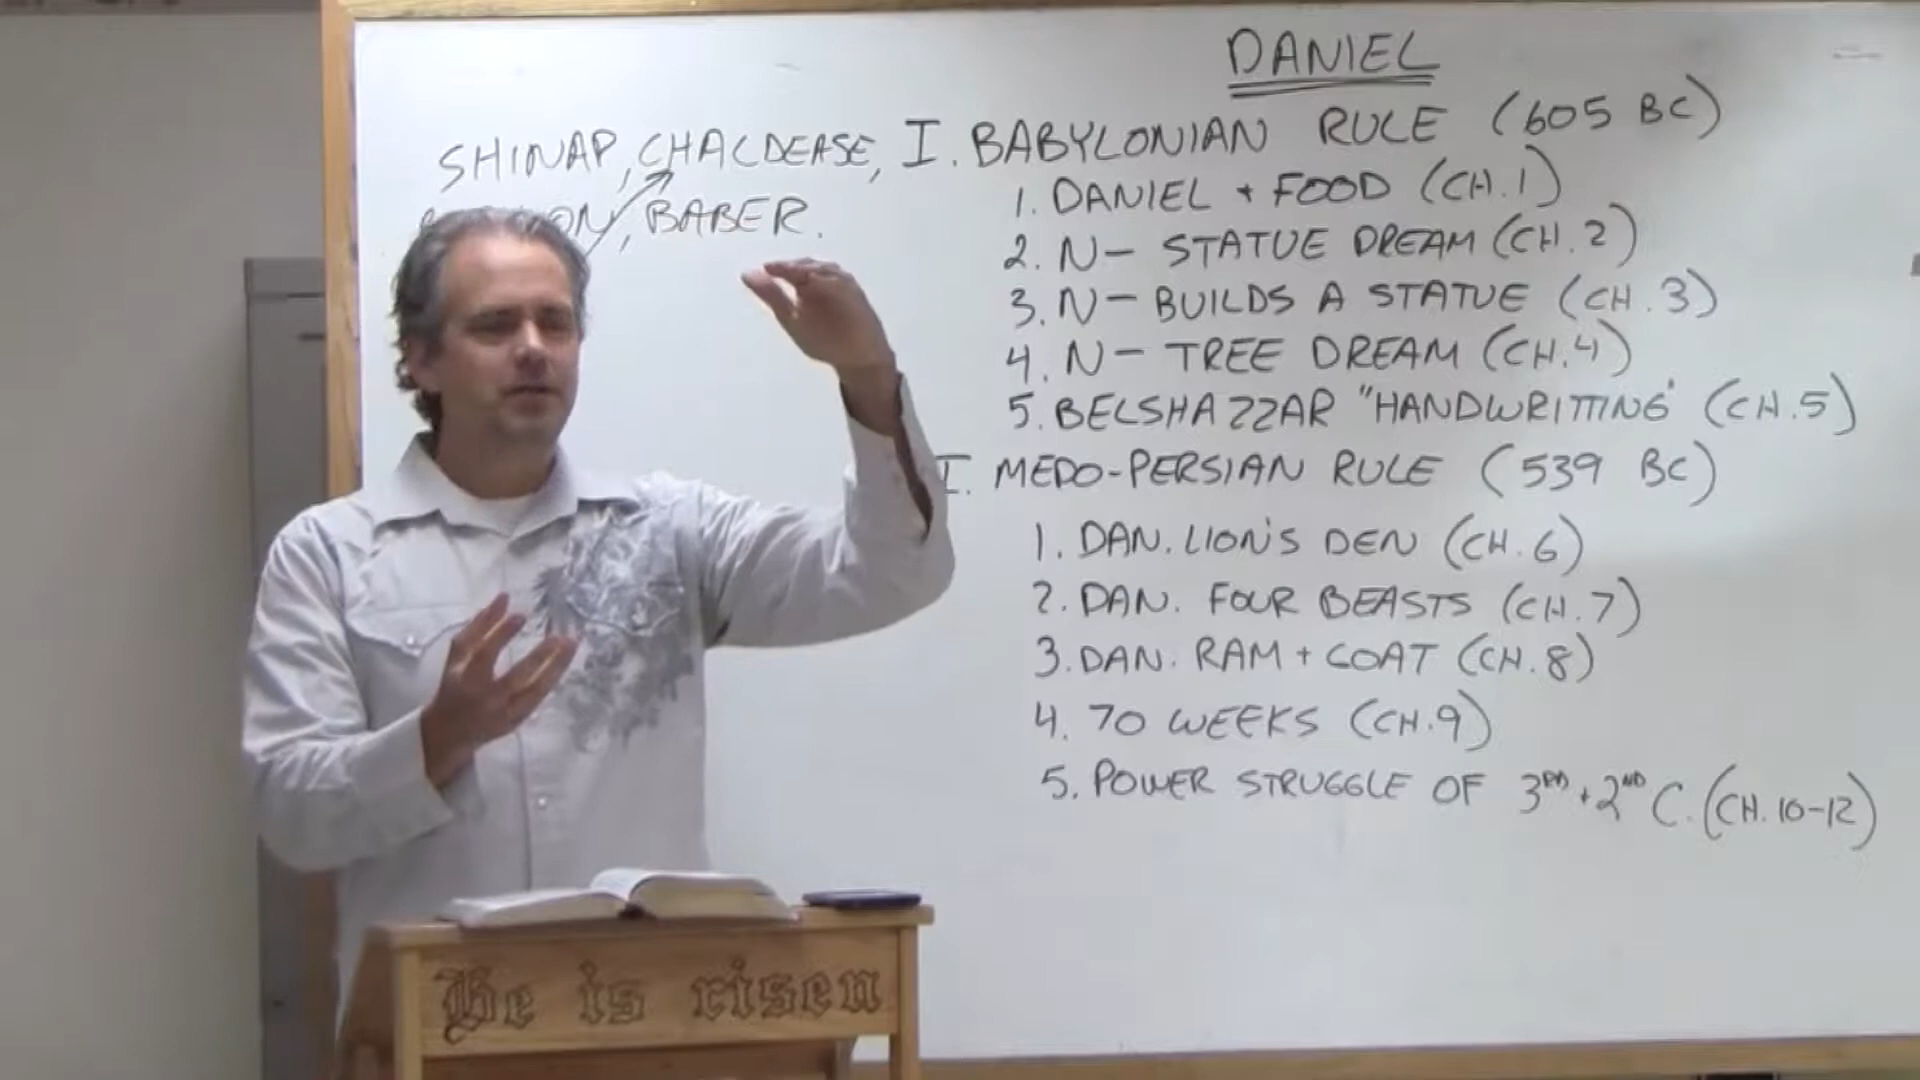 DANIEL
SHINAP, CHALDEASE,
BABER.
I. BABYLONIAN RULE (605 BC)
1. DANIEL + FOOD (CH.1)
2. N- STATUE DREAM (CH.2)
3. N- BUILDS A STATUE (CH.3)
4. N- TREE DREAM (CH.4)
5. BELSHAZZAR "HANDWRITTING" (CH.5)
I. MEDO-PERSIAN RULE (539 BC)
1. DAN. LION'S DEN (CH.6)
2. DAN. FOUR BEASTS (CH.7)
3. DAN. RAM + GOAT (CH.8)
4. 70 WEEKS (CH.9)
5. POWER STRUGGLE OF 3RD + 2ND C. (CH.10-12)
He is risen